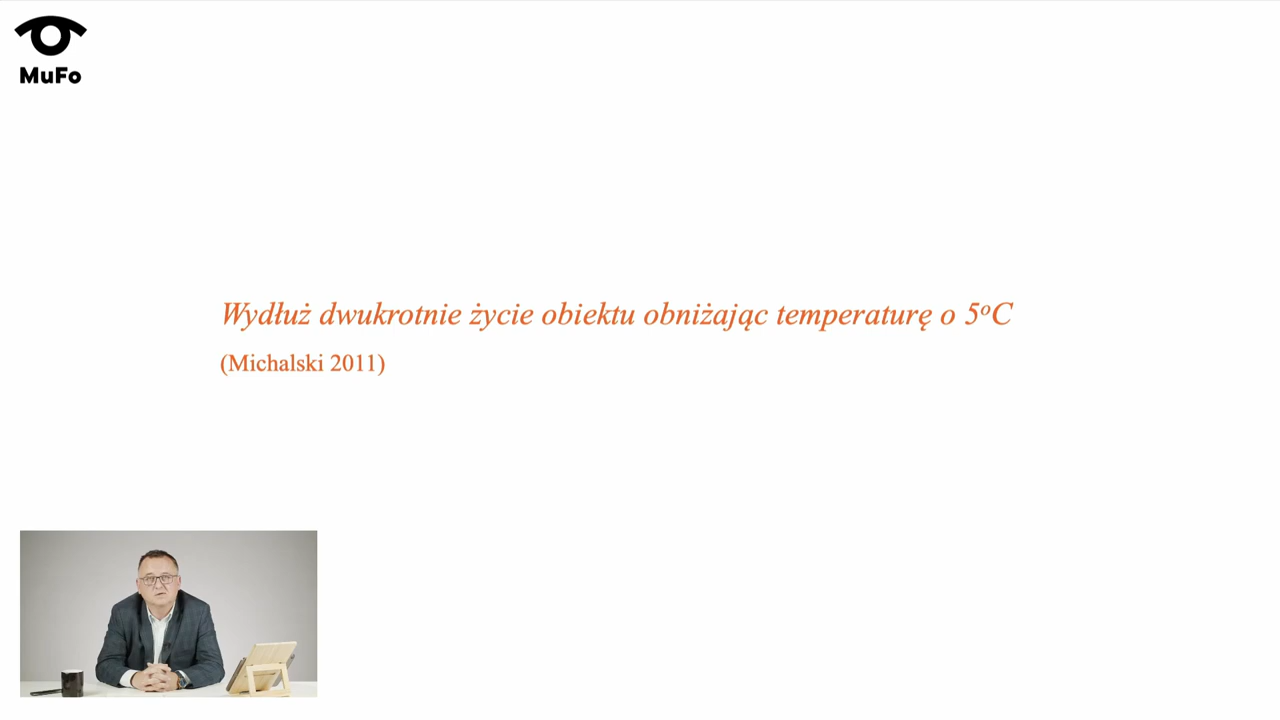 MuFo
Wydłuż dwukrotnie życie obiektu obniżając temperaturę o 5ºC
(Michalski 2011)